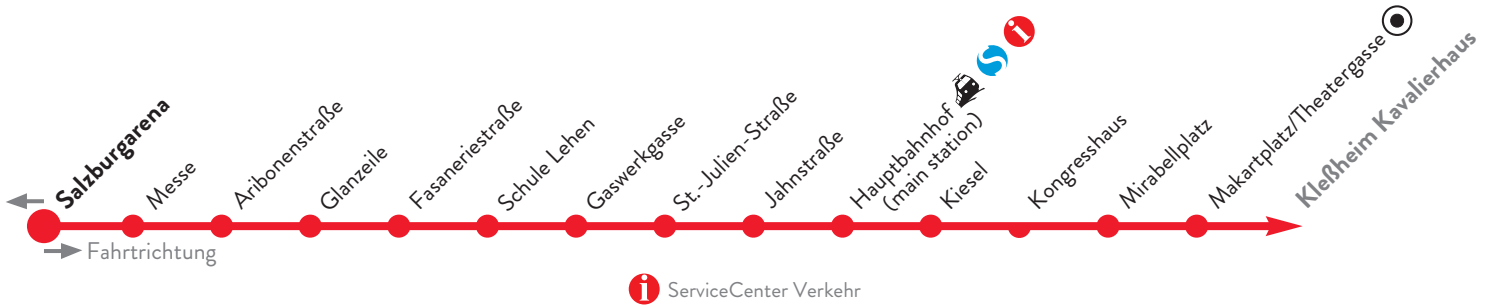 Salzburgarena
Messe
Aribonenstraße
Glanzeile
Fasaneriestraße
Schule Lehen
Gaswerkgasse
St.-Julien-Straße
Jahnstraße
Hauptbahnhof
(main station)
Kiesel
Kongresshaus
Mirabellplatz
Makartplatz/Theatergasse
Kleßheim Kavalierhaus
Fahrtrichtung
i ServiceCenter Verkehr